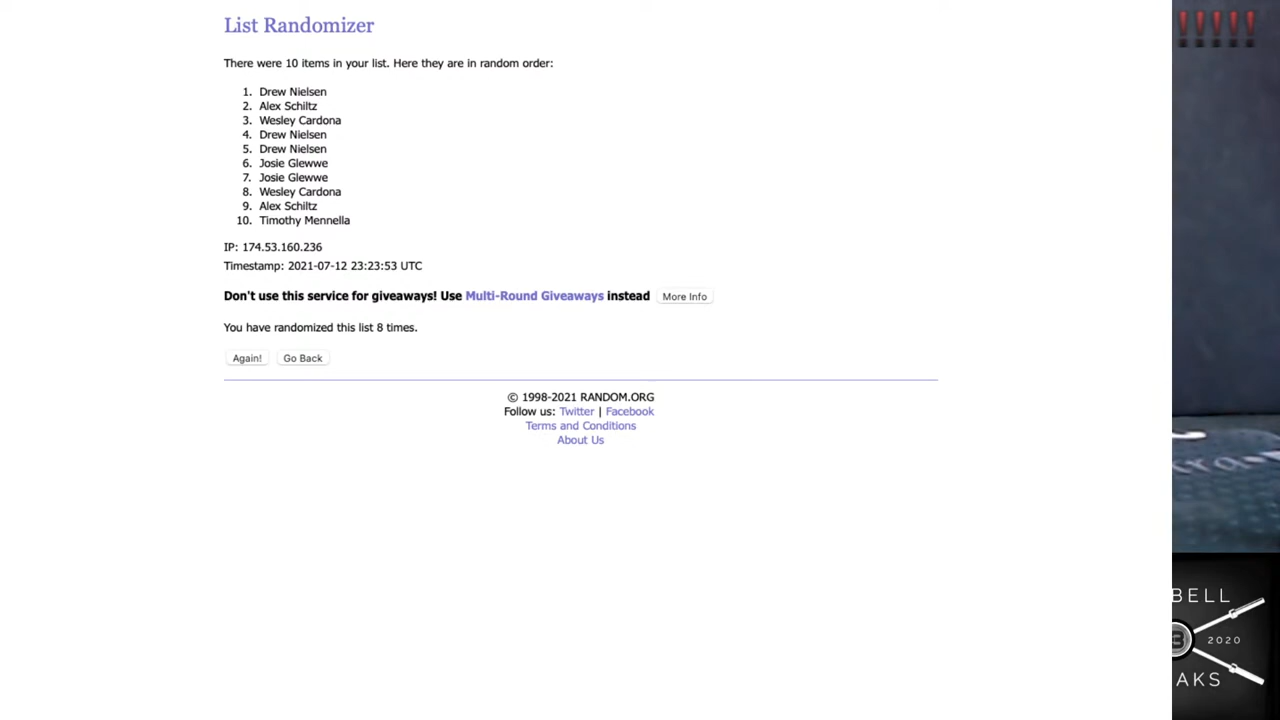 List Randomizer
There were 10 items in your list. Here they are in random order:
1. Drew Nielsen
2. Alex Schiltz
3. Wesley Cardona
4. Drew Nielsen
5. Drew Nielsen
6. Josie Glewwe
7. Josie Glewwe
8. Wesley Cardona
9. Alex Schiltz
10. Timothy Mennella
IP: 174.53.160.236
Timestamp: 2021-07-12 23:23:53 UTC
Don't use this service for giveaways! Use Multi-Round Giveaways instead More Info
You have randomized this list 8 times.
Again! Go Back
© 1998-2021 RANDOM.ORG
Follow us: Twitter | Facebook
Terms and Conditions
About Us
!!!!!
BELL
2020
AKS